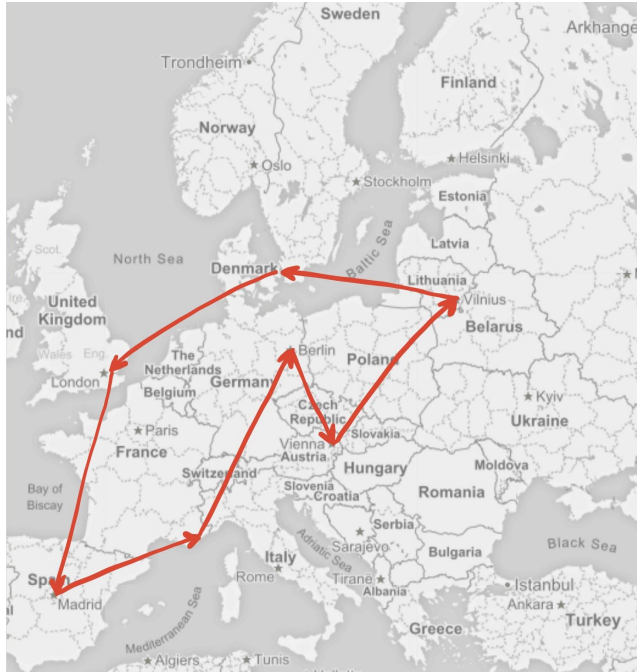 Sweden
Arkhange
Trondheim
Finland
Norway
Oslo
Helsinki
Stockholm
Estonia
Baltic Sea
Scot.
North Sea
Latvia
Denmark
Lithuania
M
Ire.
United
Kingdom
Vilnius
Belarus
nd
Wales
Eng.
The
Netherlands
Berlin
Poland
London
Germany
Belgium
Czech
Republic
Kyiv
Paris
Ukraine
Slovakia
France
Vienna
Austria
Switzerland
Hungary
Moldova
Bay of
Biscay
Slovenia
Croatia
Romania
Serbia
Adriatic Sea
Sarajevo
Black Sea
Italy
Bulgaria
Spain
Rome
Tirane
Istanbul
Madrid
Albania
Ankara
al
Mediterranean Sea
Greece
Turkey
Algiers
Tunis